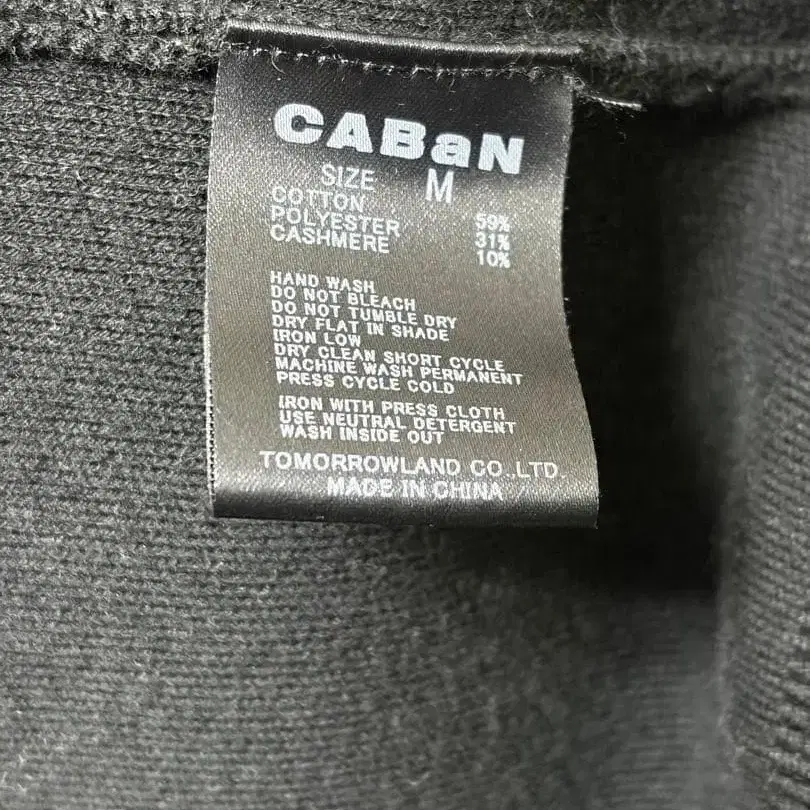 CABaN
SIZE M
COTTON 59%
POLYESTER 31%
CASHMERE 10%
HAND WASH
DO NOT BLEACH
DO NOT TUMBLE DRY
DRY FLAT IN SHADE
IRON LOW
DRY CLEAN SHORT CYCLE
MACHINE WASH PERMANENT
PRESS CYCLE COLD
IRON WITH PRESS CLOTH
USE NEUTRAL DETERGENT
WASH INSIDE OUT
TOMORROWLAND CO.,LTD.
MADE IN CHINA